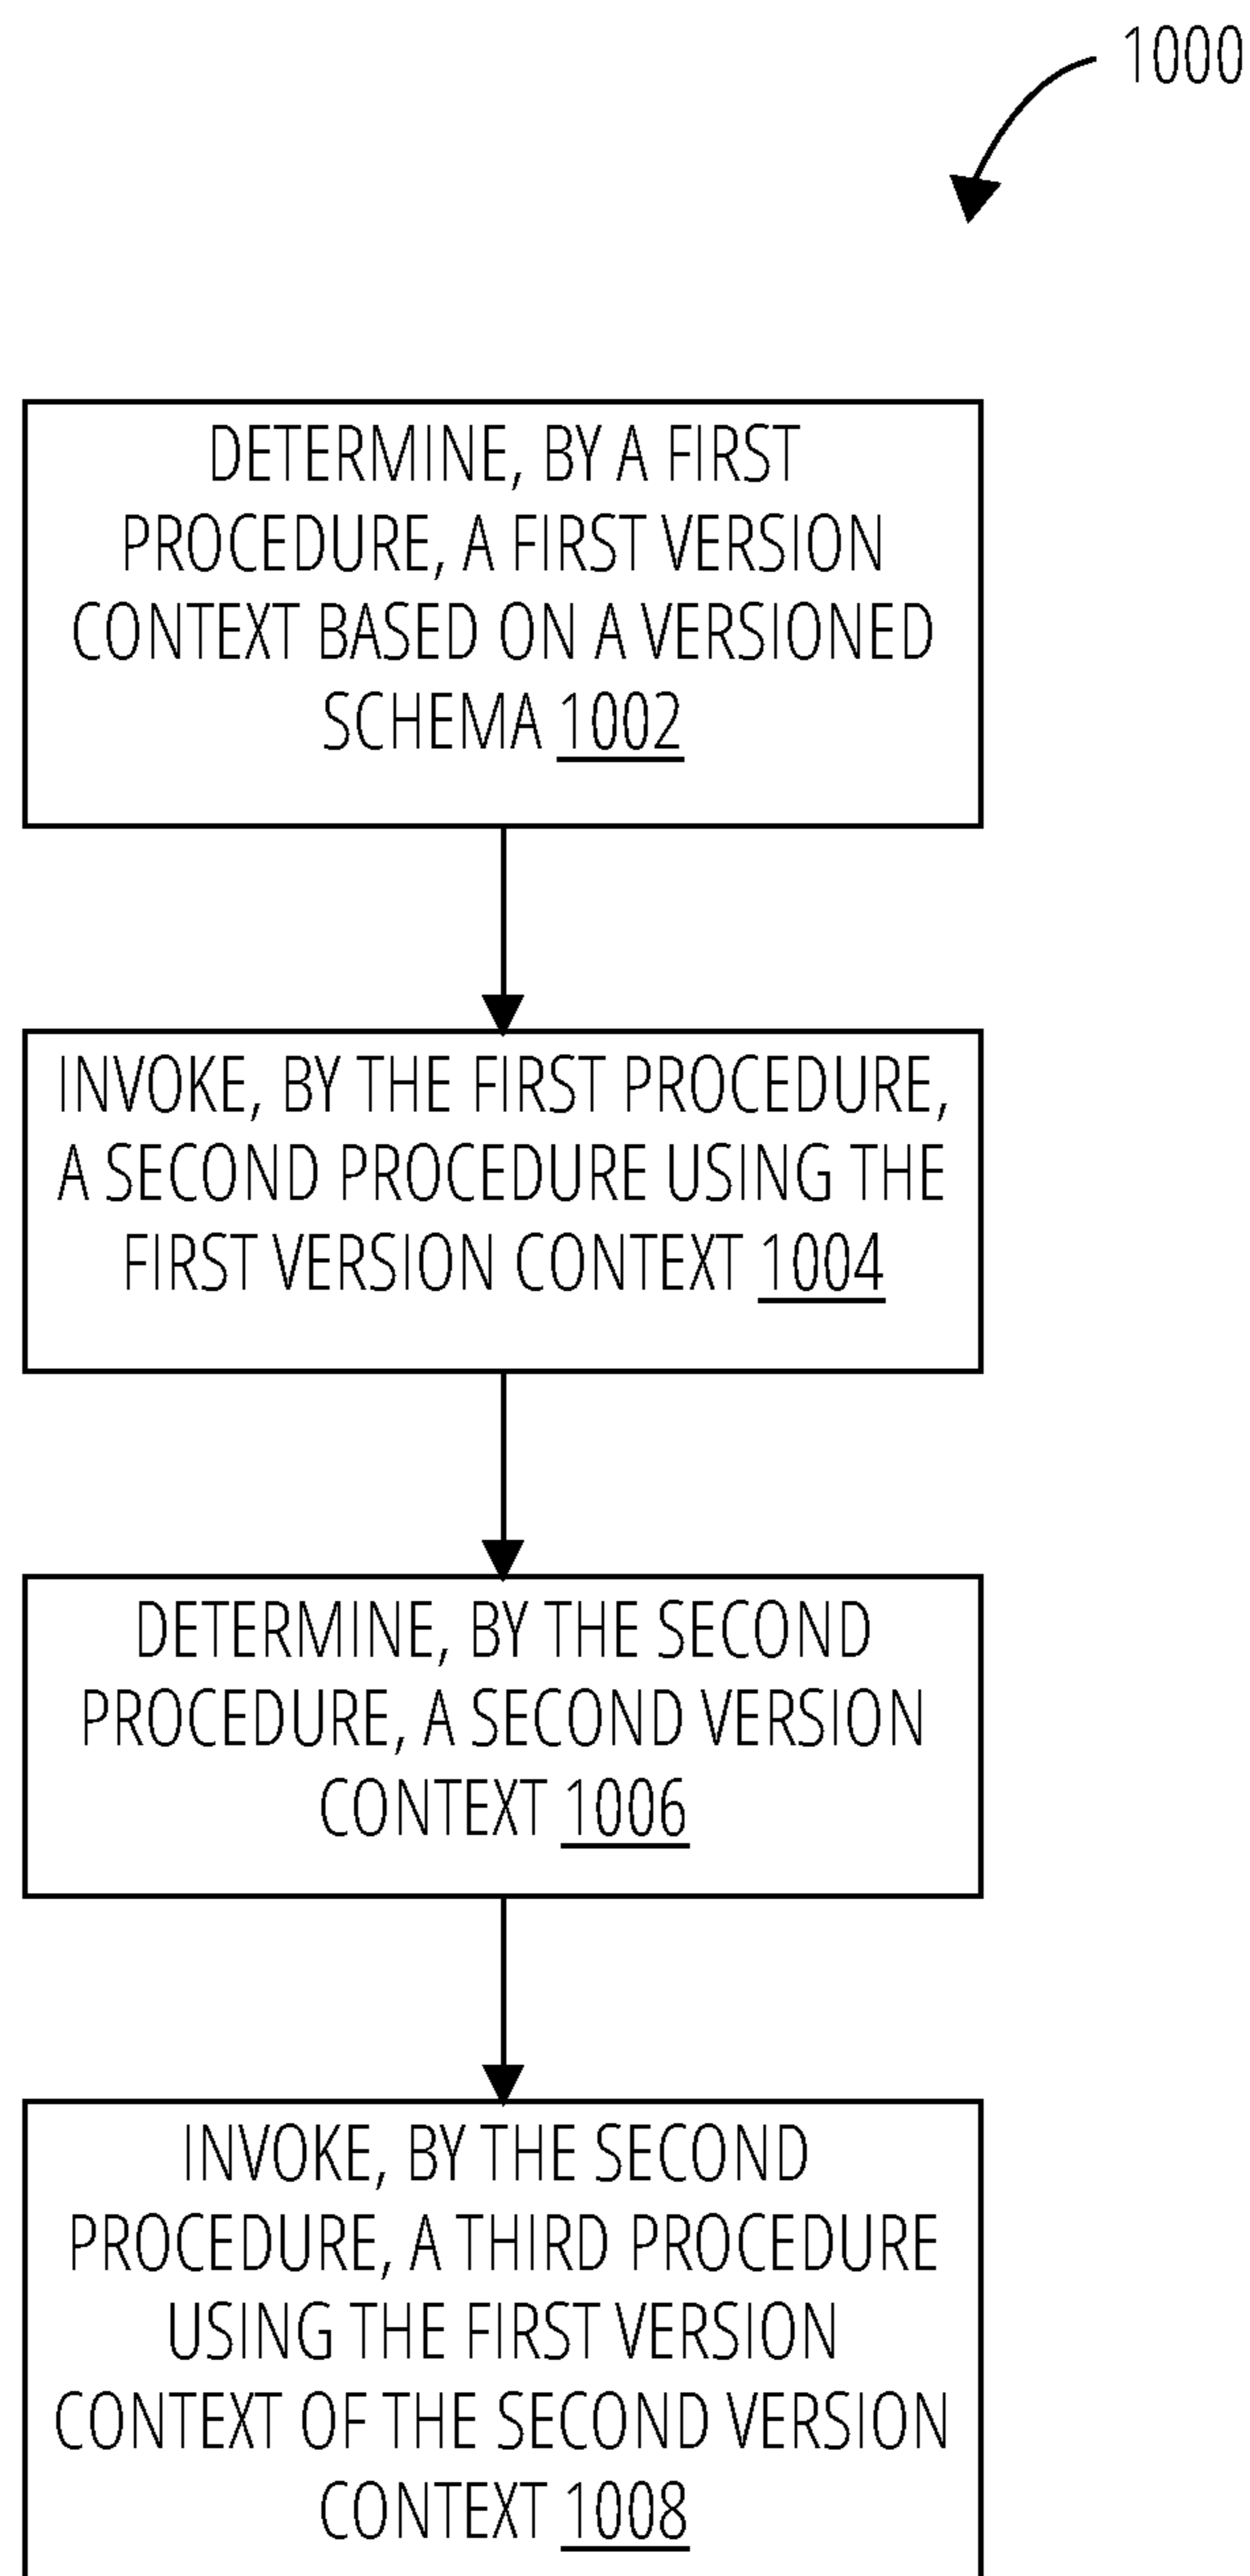 1000
DETERMINE, BY A FIRST
PROCEDURE, A FIRST VERSION
CONTEXT BASED ON A VERSIONED
SCHEMA 1002
INVOKE, BY THE FIRST PROCEDURE,
A SECOND PROCEDURE USING THE
FIRST VERSION CONTEXT 1004
DETERMINE, BY THE SECOND
PROCEDURE, A SECOND VERSION
CONTEXT 1006
INVOKE, BY THE SECOND
PROCEDURE, A THIRD PROCEDURE
USING THE FIRST VERSION
CONTEXT OF THE SECOND VERSION
CONTEXT 1008